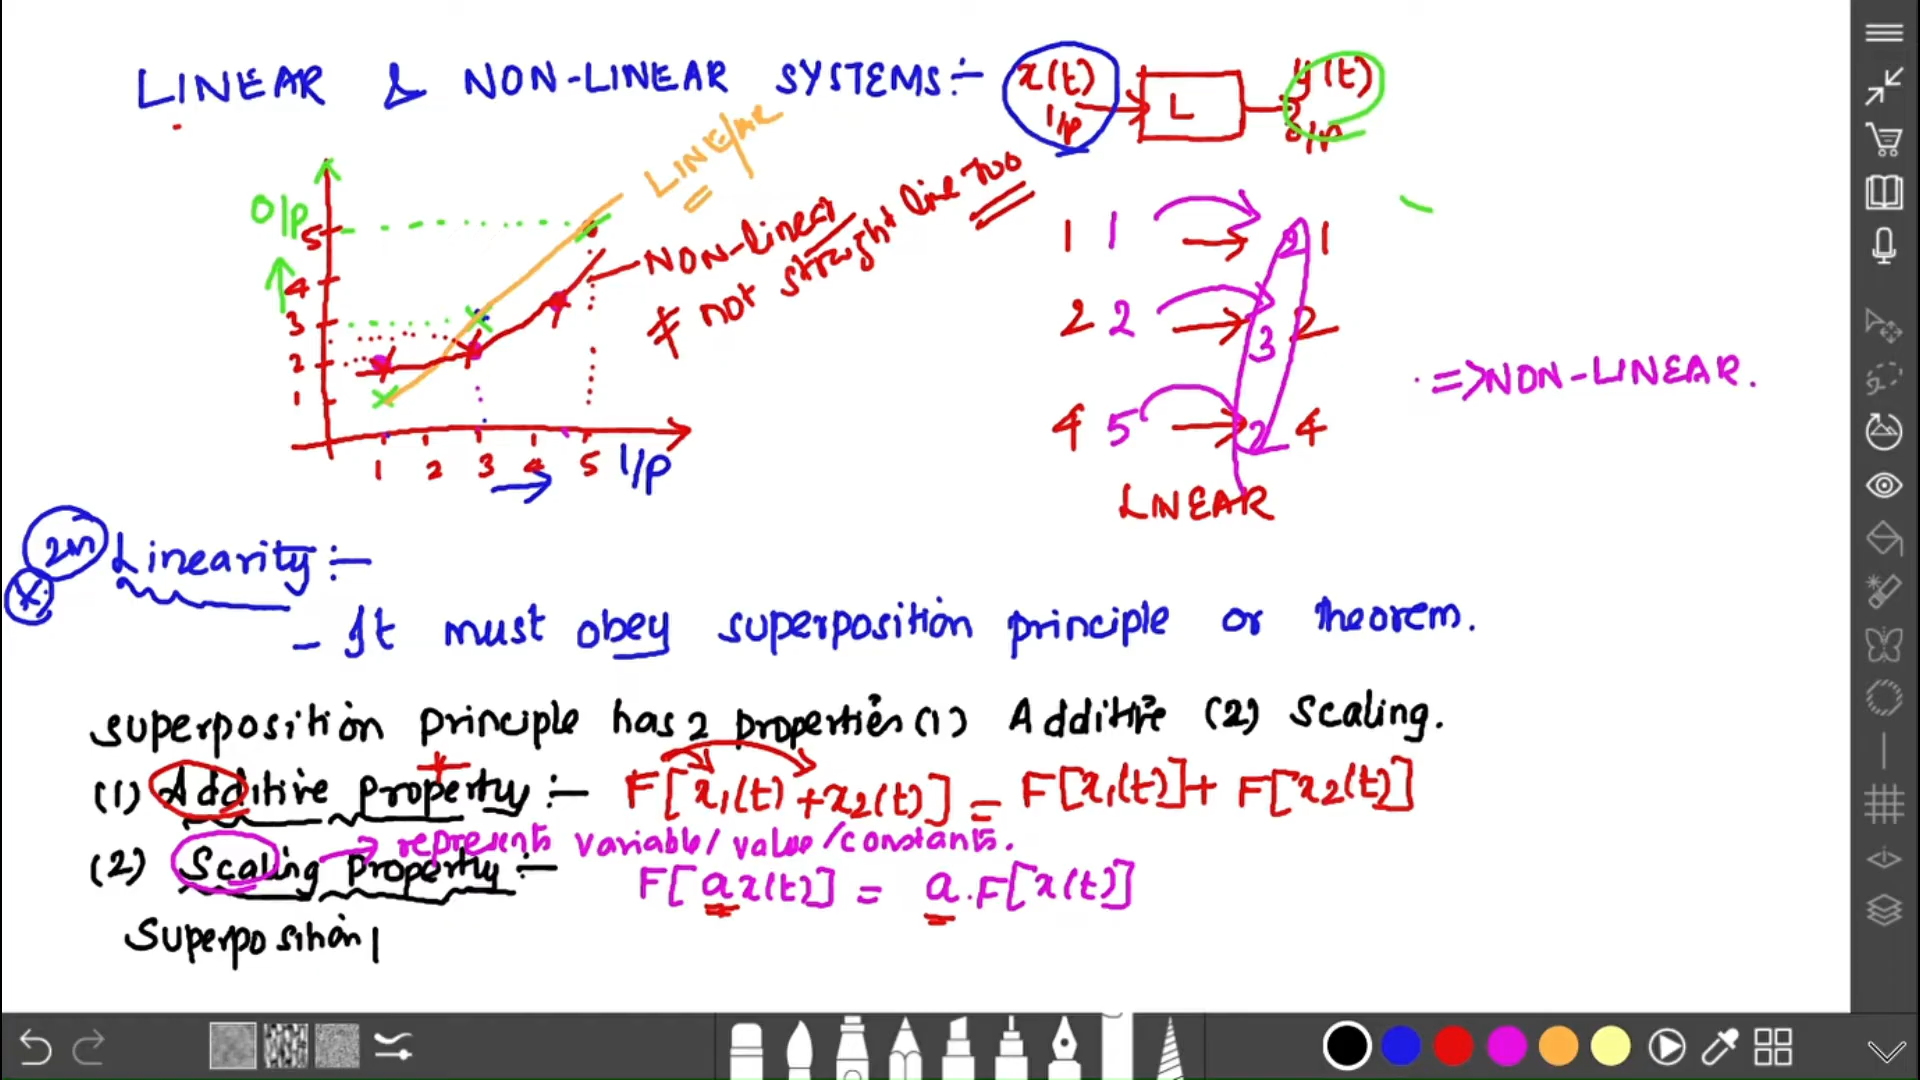 LINEAR & NON-LINEAR SYSTEMS:-
x(t) L y(t)
I/p O/p
LINEAR
NON-linear
≠ not straight line too
O/p
5
4
3
2
1
1 2 3 4 5 I/p
1 1 → 2 1
2 2 → 3 2
4 5 → 2 4
LINEAR
=> NON-LINEAR.
2m Linearity:-
- It must obey superposition principle or theorem.
superposition principle has 2 properties (1) Additive (2) scaling.
(1) Additive property:- F[x1(t)+x2(t)] = F[x1(t)]+ F[x2(t)]
→ represents variable/value/constants.
(2) Scaling property:- F[ax(t)] = a.F[x(t)]
Superposition